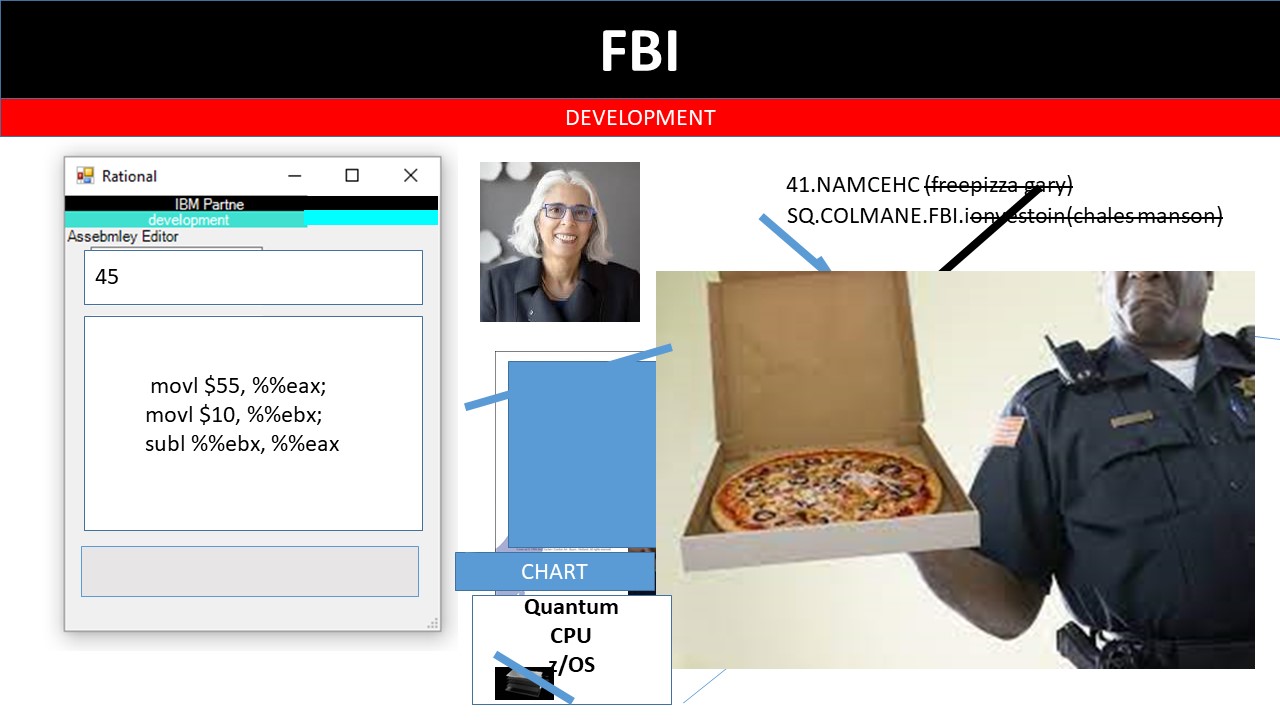 FBI
DEVELOPMENT
Rational
IBM Partne
development
Assebmley Editor
45
movl $55, %%eax;
movl $10, %%ebx;
subl %%ebx, %%eax
41.NAMCEHC (freepizza gary)
SQ.COLMANE.FBI.ionvestoin(chales manson)
CHART
Quantum
CPU
z/OS